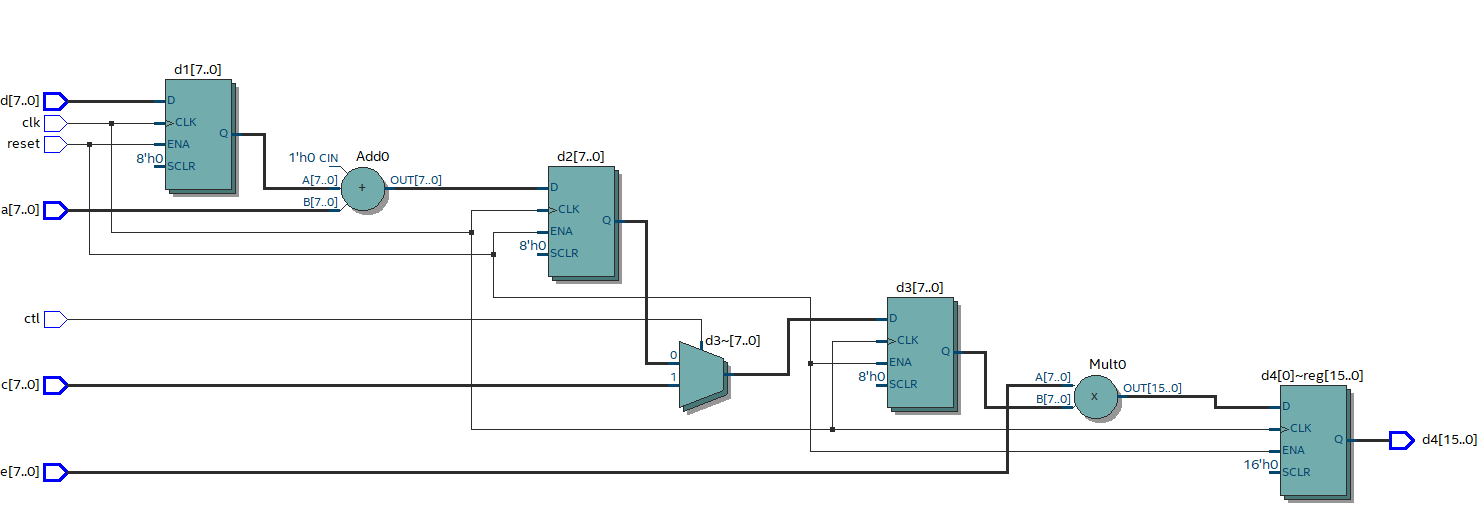 d1[7..0]
d[7..0]
D
clk
CLK
Q
reset
ENA
8'h0
SCLR
1'h0 CIN
Add0
A[7..0]
+
OUT[7..0]
B[7..0]
a[7..0]
d2[7..0]
D
CLK
Q
ENA
8'h0
SCLR
ctl
d3~[7..0]
0
1
c[7..0]
d3[7..0]
D
CLK
Q
ENA
8'h0
SCLR
Mult0
A[7..0]
x
OUT[15..0]
B[7..0]
d4[0]~reg[15..0]
D
CLK
Q
d4[15..0]
ENA
16'h0
SCLR
e[7..0]